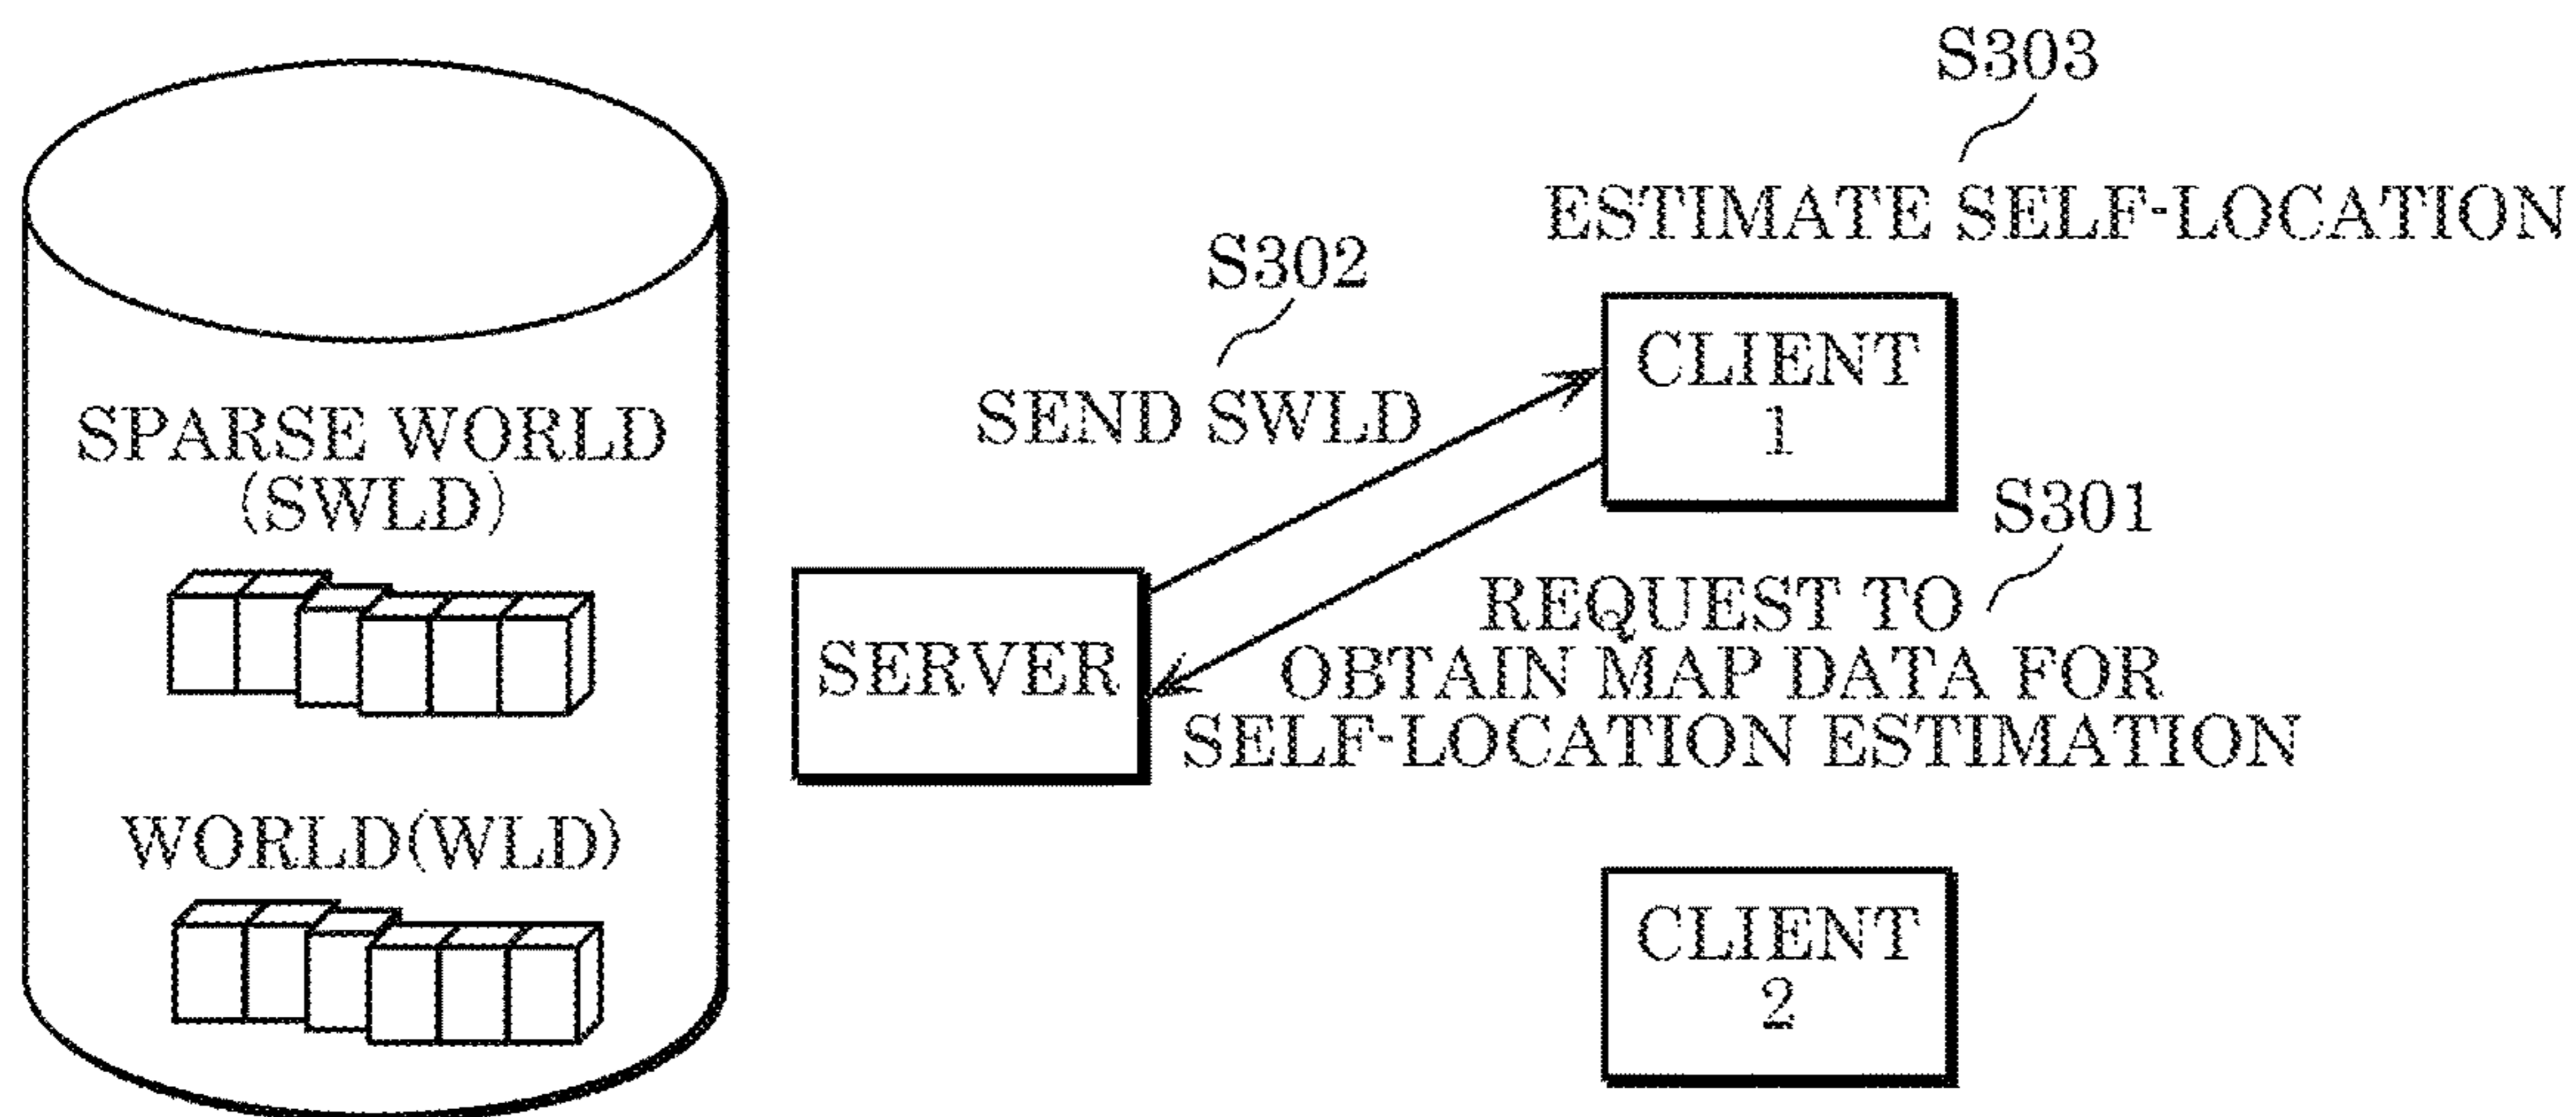 S303
ESTIMATE SELF-LOCATION
S302
SEND SWLD
CLIENT
1
SPARSE WORLD
(SWLD)
S301
SERVER
REQUEST TO
OBTAIN MAP DATA FOR
SELF-LOCATION ESTIMATION
WORLD(WLD)
CLIENT
2